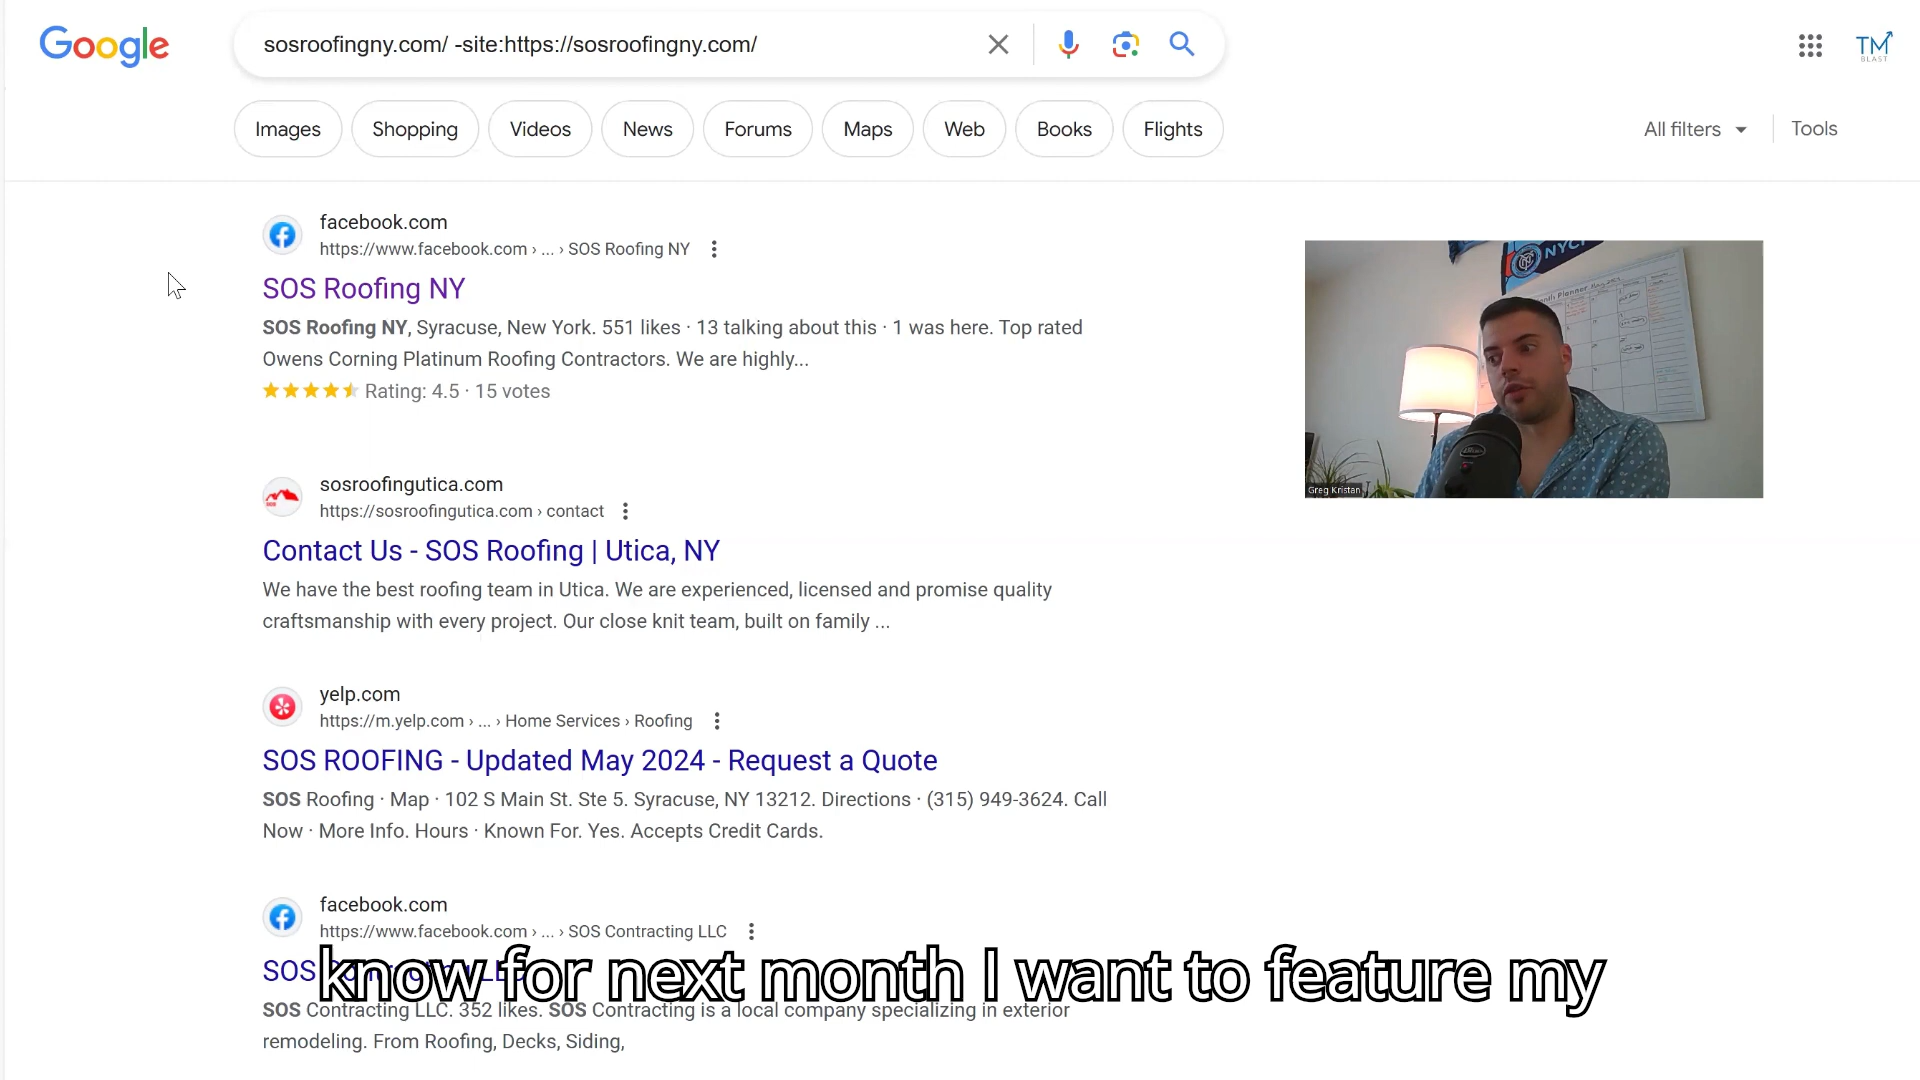 Google
sosroofingny.com/ -site:https://sosroofingny.com/
TM
BLAST
Images
Shopping
Videos
News
Forums
Maps
Web
Books
Flights
All filters
Tools
facebook.com
https://www.facebook.com › ... › SOS Roofing NY
SOS Roofing NY
SOS Roofing NY, Syracuse, New York. 551 likes · 13 talking about this · 1 was here. Top rated
Owens Corning Platinum Roofing Contractors. We are highly...
Rating: 4.5 · 15 votes
NYCF
Greg Kristan
sosroofingutica.com
https://sosroofingutica.com › contact
Contact Us - SOS Roofing | Utica, NY
We have the best roofing team in Utica. We are experienced, licensed and promise quality
craftsmanship with every project. Our close knit team, built on family ...
yelp.com
https://m.yelp.com › ... › Home Services › Roofing
SOS ROOFING - Updated May 2024 - Request a Quote
SOS Roofing · Map · 102 S Main St. Ste 5. Syracuse, NY 13212. Directions · (315) 949-3624. Call
Now · More Info. Hours · Known For. Yes. Accepts Credit Cards.
facebook.com
https://www.facebook.com › ... › SOS Contracting LLC
SOS
know for next month I want to feature my
SOS Contracting LLC. 352 likes. SOS Contracting is a local company specializing in exterior
remodeling. From Roofing, Decks, Siding,